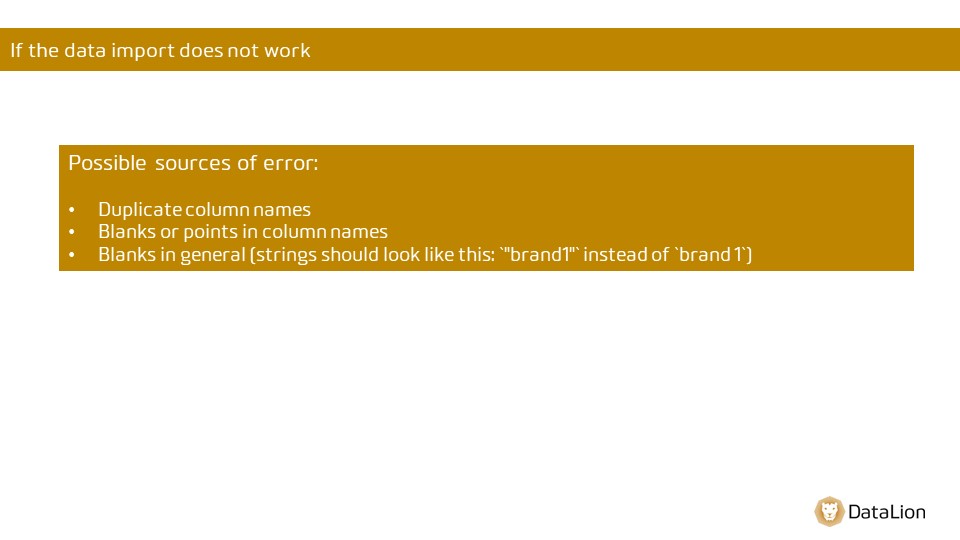 If the data import does not work
Possible sources of error:
• Duplicate column names
• Blanks or points in column names
• Blanks in general (strings should look like this: `"brand1"` instead of `brand 1`)
DataLion